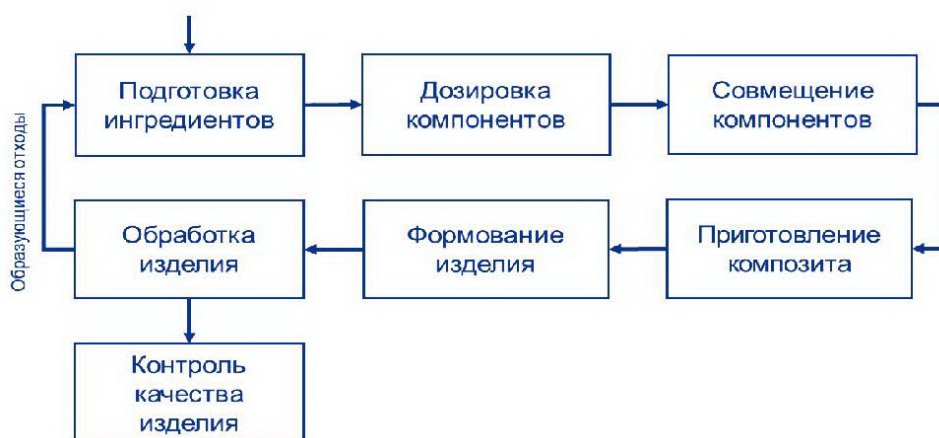 Подготовка
ингредиентов
Дозировка
компонентов
Совмещение
компонентов
Образующиеся отходы
Обработка
изделия
Формование
изделия
Приготовление
композита
Контроль
качества
изделия